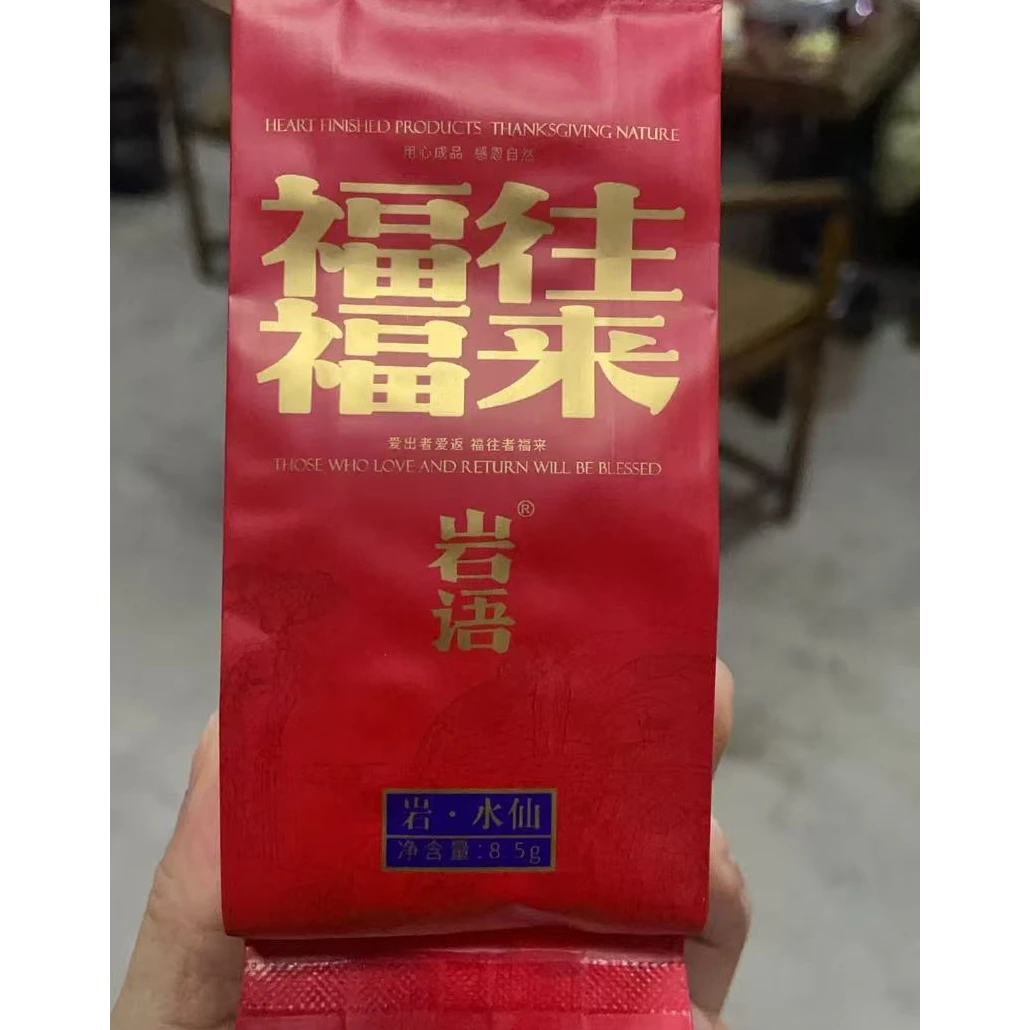 HEART FINISHED PRODUCTS THANKSGIVING NATURE
用心成品 感恩自然
福往
福来
爱出者爱返 福往者福来
THOSE WHO LOVE AND RETURN WILL BE BLESSED
岩语®
岩·水仙
净含量:8.5g